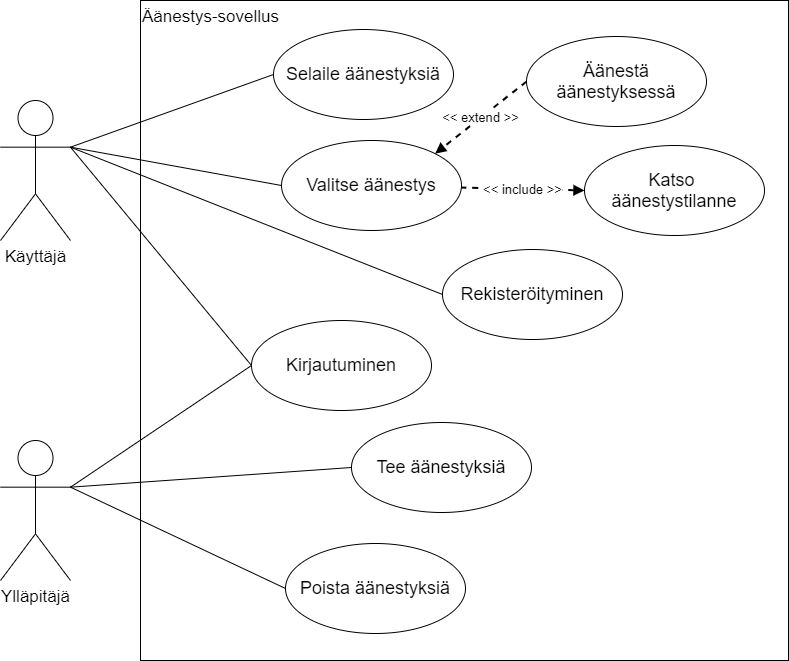 Äänestys-sovellus
Selaile äänestyksiä
Äänestä
äänestyksessä
<< extend >>
Valitse äänestys
<< include >>
Katso
äänestystilanne
Käyttäjä
Rekisteröityminen
Kirjautuminen
Tee äänestyksiä
Poista äänestyksiä
Ylläpitäjä